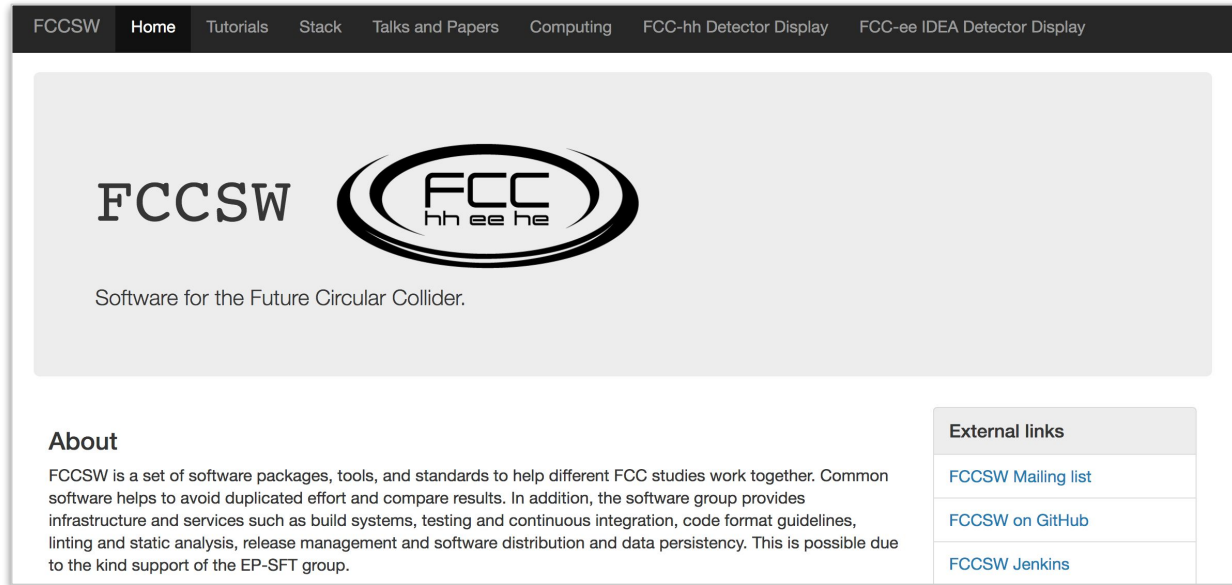 FCCSW Home Tutorials Stack Talks and Papers Computing FCC-hh Detector Display FCC-ee IDEA Detector Display
FCCSW
FCC
hh ee he
Software for the Future Circular Collider.
About
FCCSW is a set of software packages, tools, and standards to help different FCC studies work together. Common
software helps to avoid duplicated effort and compare results. In addition, the software group provides
infrastructure and services such as build systems, testing and continuous integration, code format guidelines,
linting and static analysis, release management and software distribution and data persistency. This is possible due
to the kind support of the EP-SFT group.
External links
FCCSW Mailing list
FCCSW on GitHub
FCCSW Jenkins